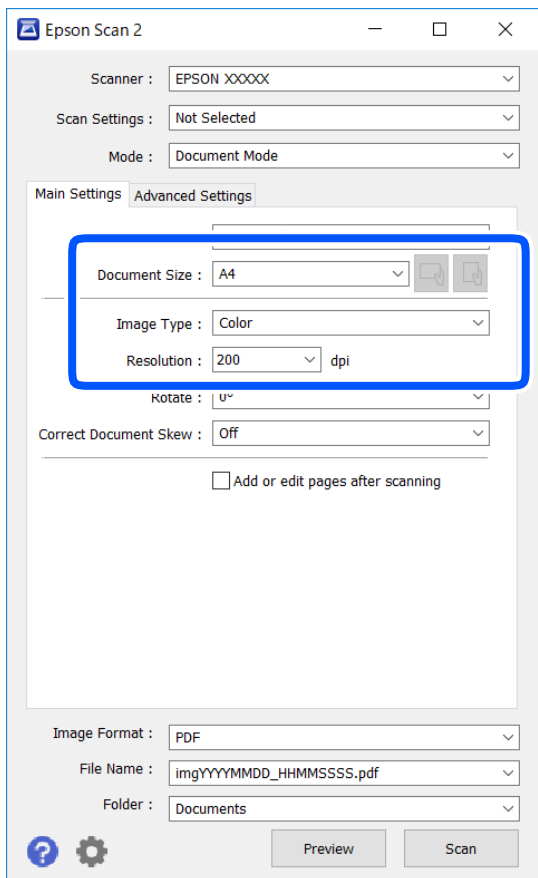 Epson Scan 2
Scanner : EPSON XXXXX
Scan Settings : Not Selected
Mode : Document Mode
Main Settings Advanced Settings
Document Size : A4
Image Type : Color
Resolution : 200 dpi
Rotate : 0°
Correct Document Skew : Off
Add or edit pages after scanning
Image Format : PDF
File Name : imgYYYYMMDD_HHMMSSSS.pdf
Folder : Documents
? Preview Scan